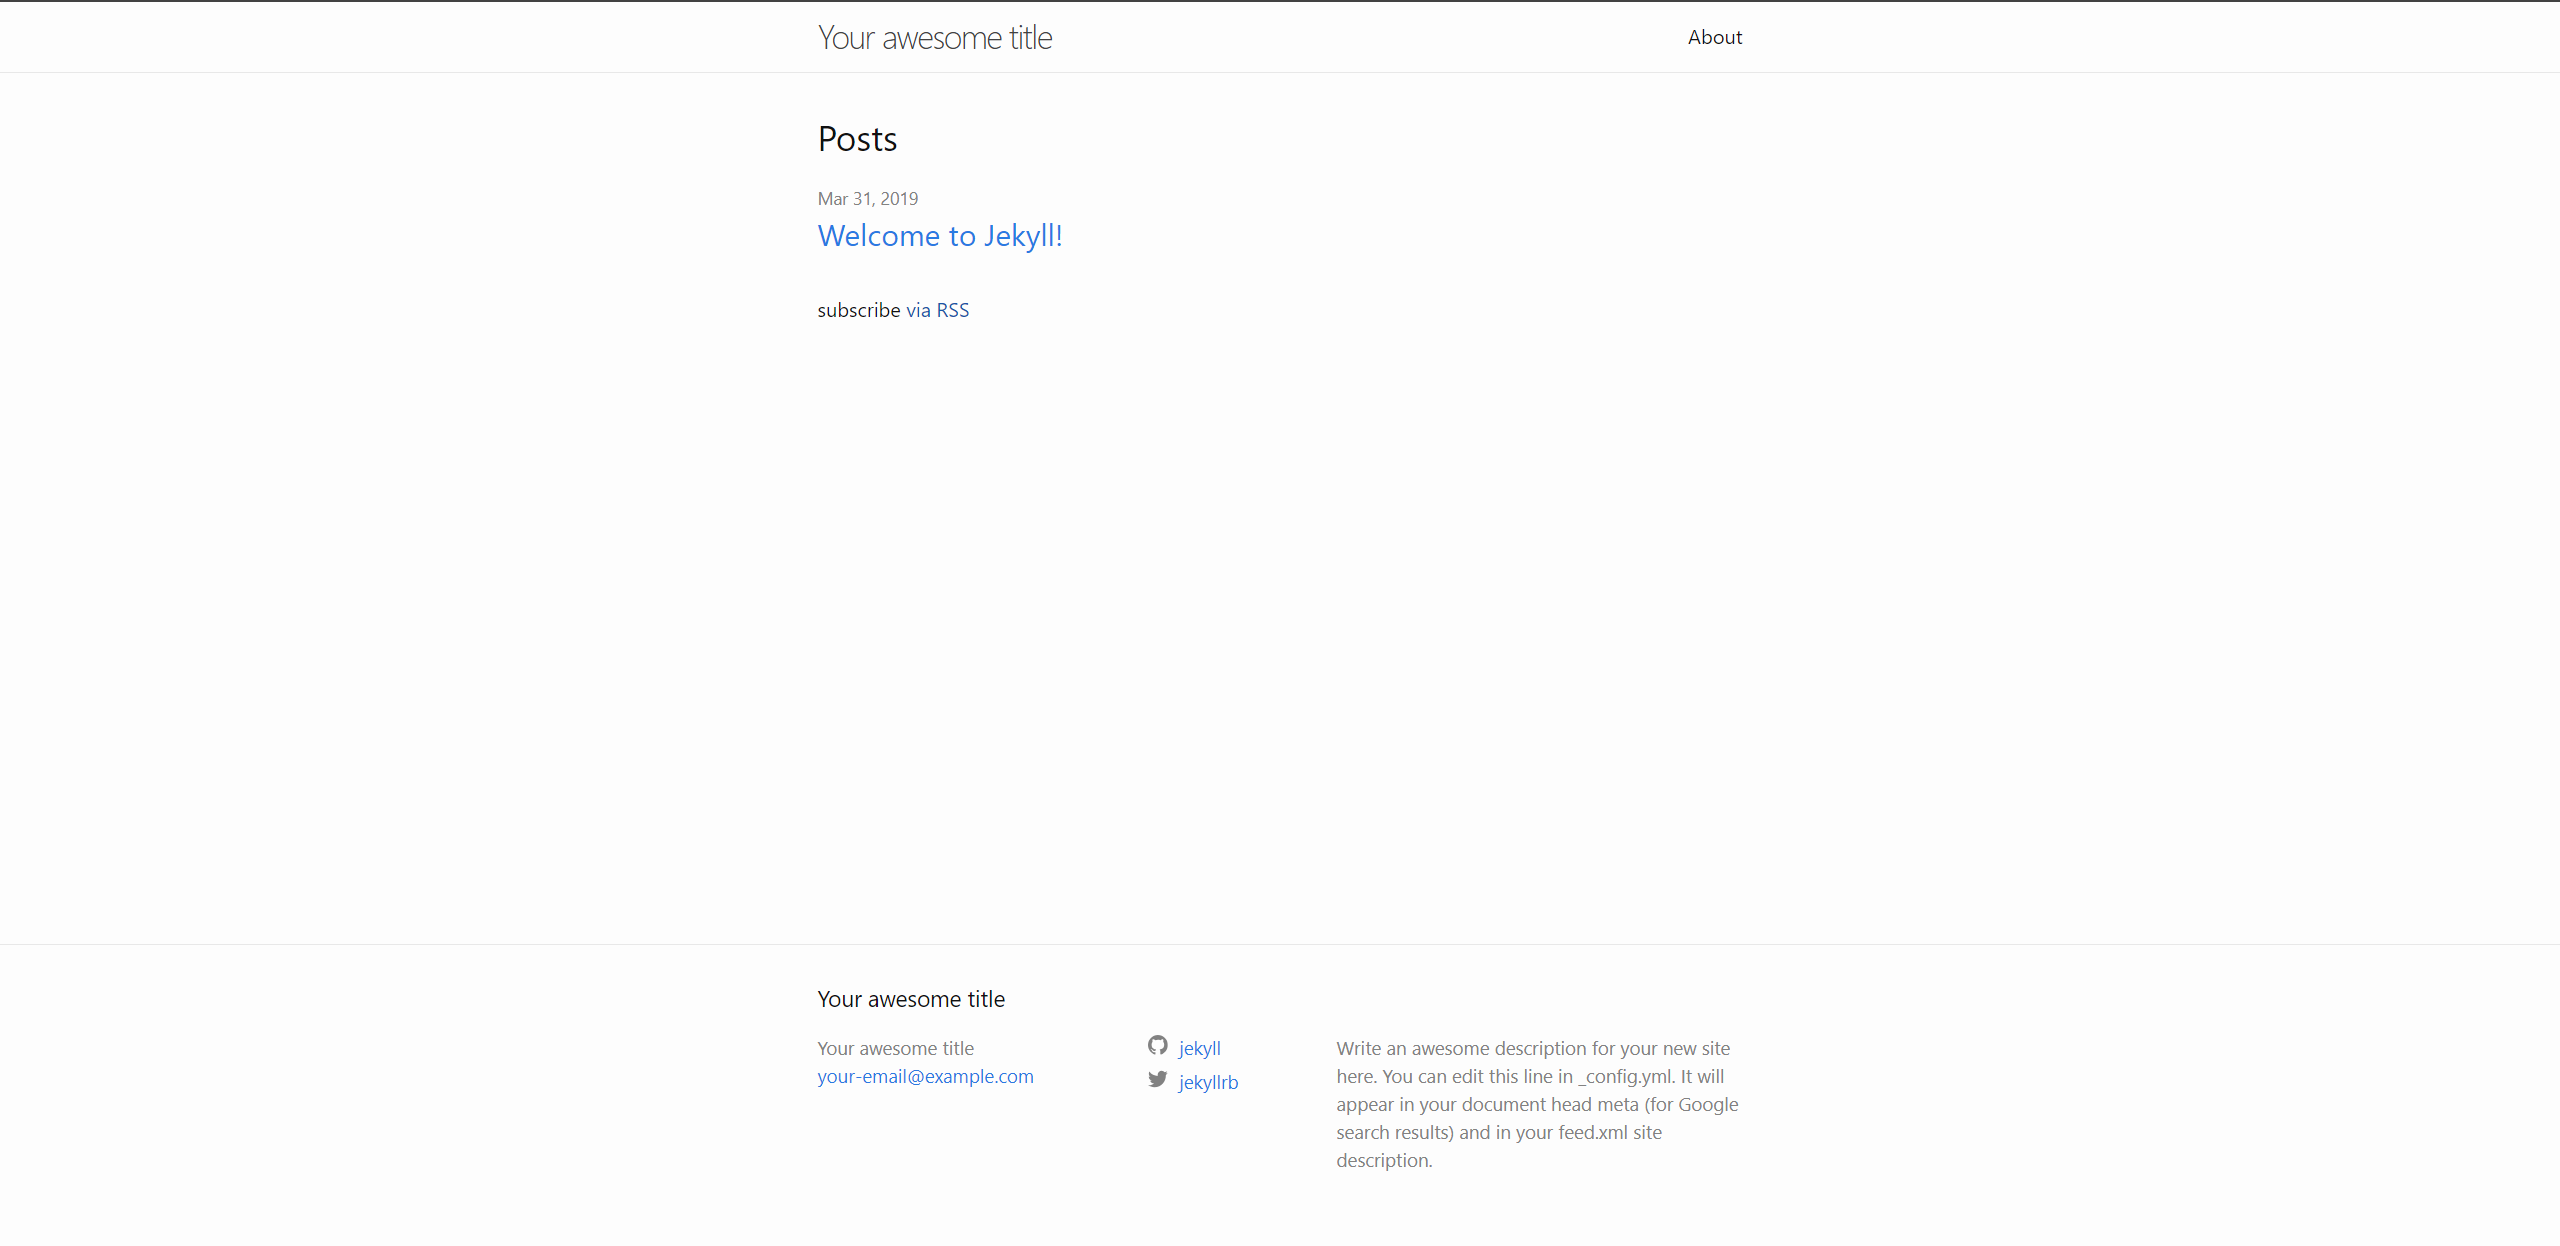 Your awesome title
About
Posts
Mar 31, 2019
Welcome to Jekyll!
subscribe via RSS
Your awesome title
Your awesome title
your-email@example.com
jekyll
jekyllrb
Write an awesome description for your new site
here. You can edit this line in _config.yml. It will
appear in your document head meta (for Google
search results) and in your feed.xml site
description.